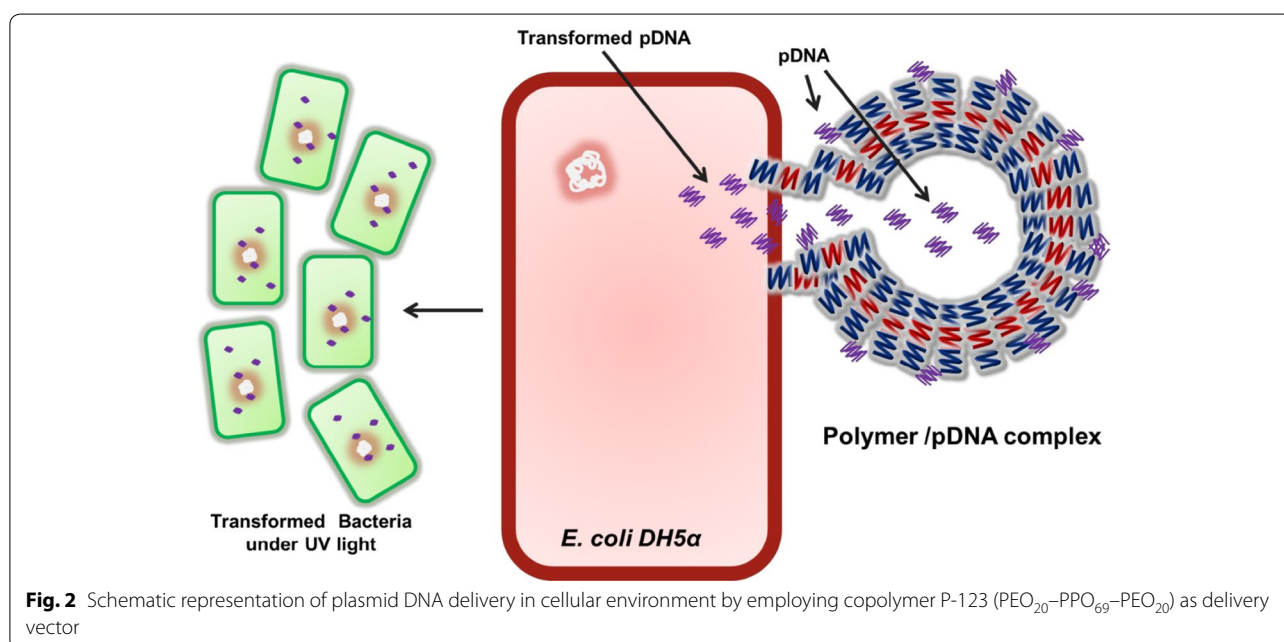 Transformed pDNA
pDNA
Polymer /pDNA complex
Transformed Bacteria
under UV light
E. coli DH5α
Fig. 2 Schematic representation of plasmid DNA delivery in cellular environment by employing copolymer P-123 (PEO₂₀–PPO₆₉–PEO₂₀) as delivery
vector